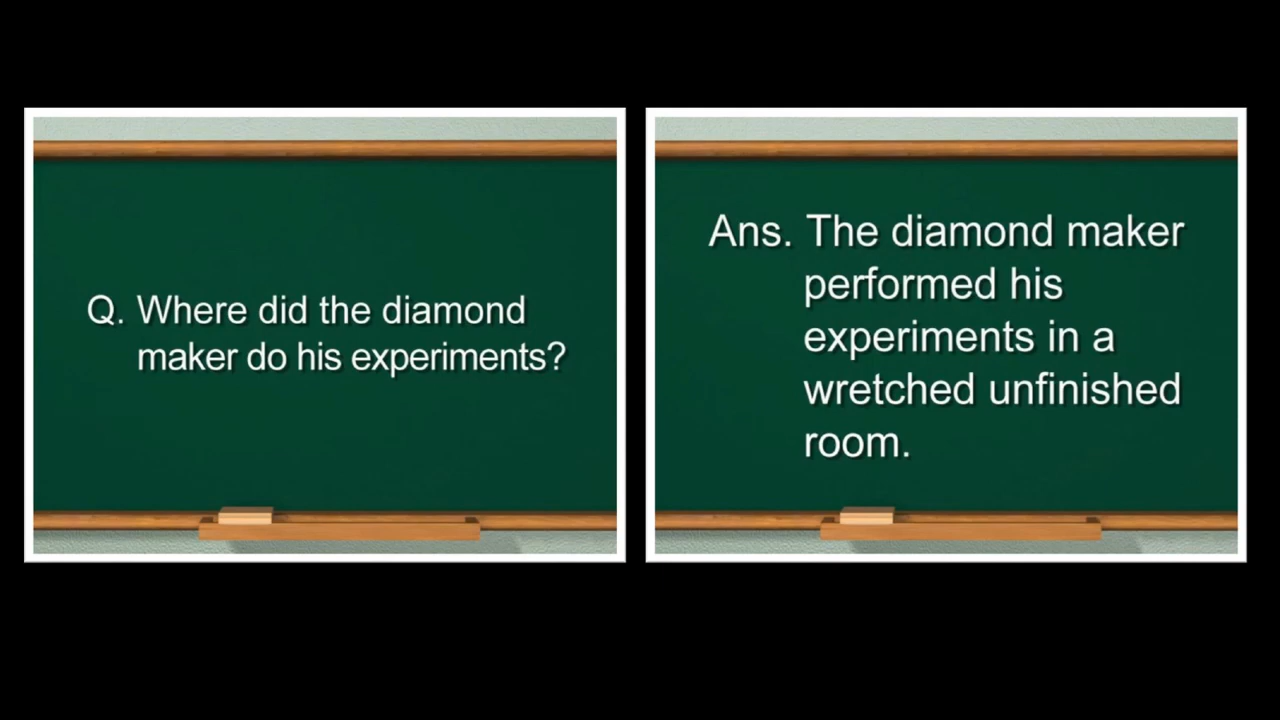 Q. Where did the diamond
maker do his experiments?
Ans. The diamond maker
performed his
experiments in a
wretched unfinished
room.